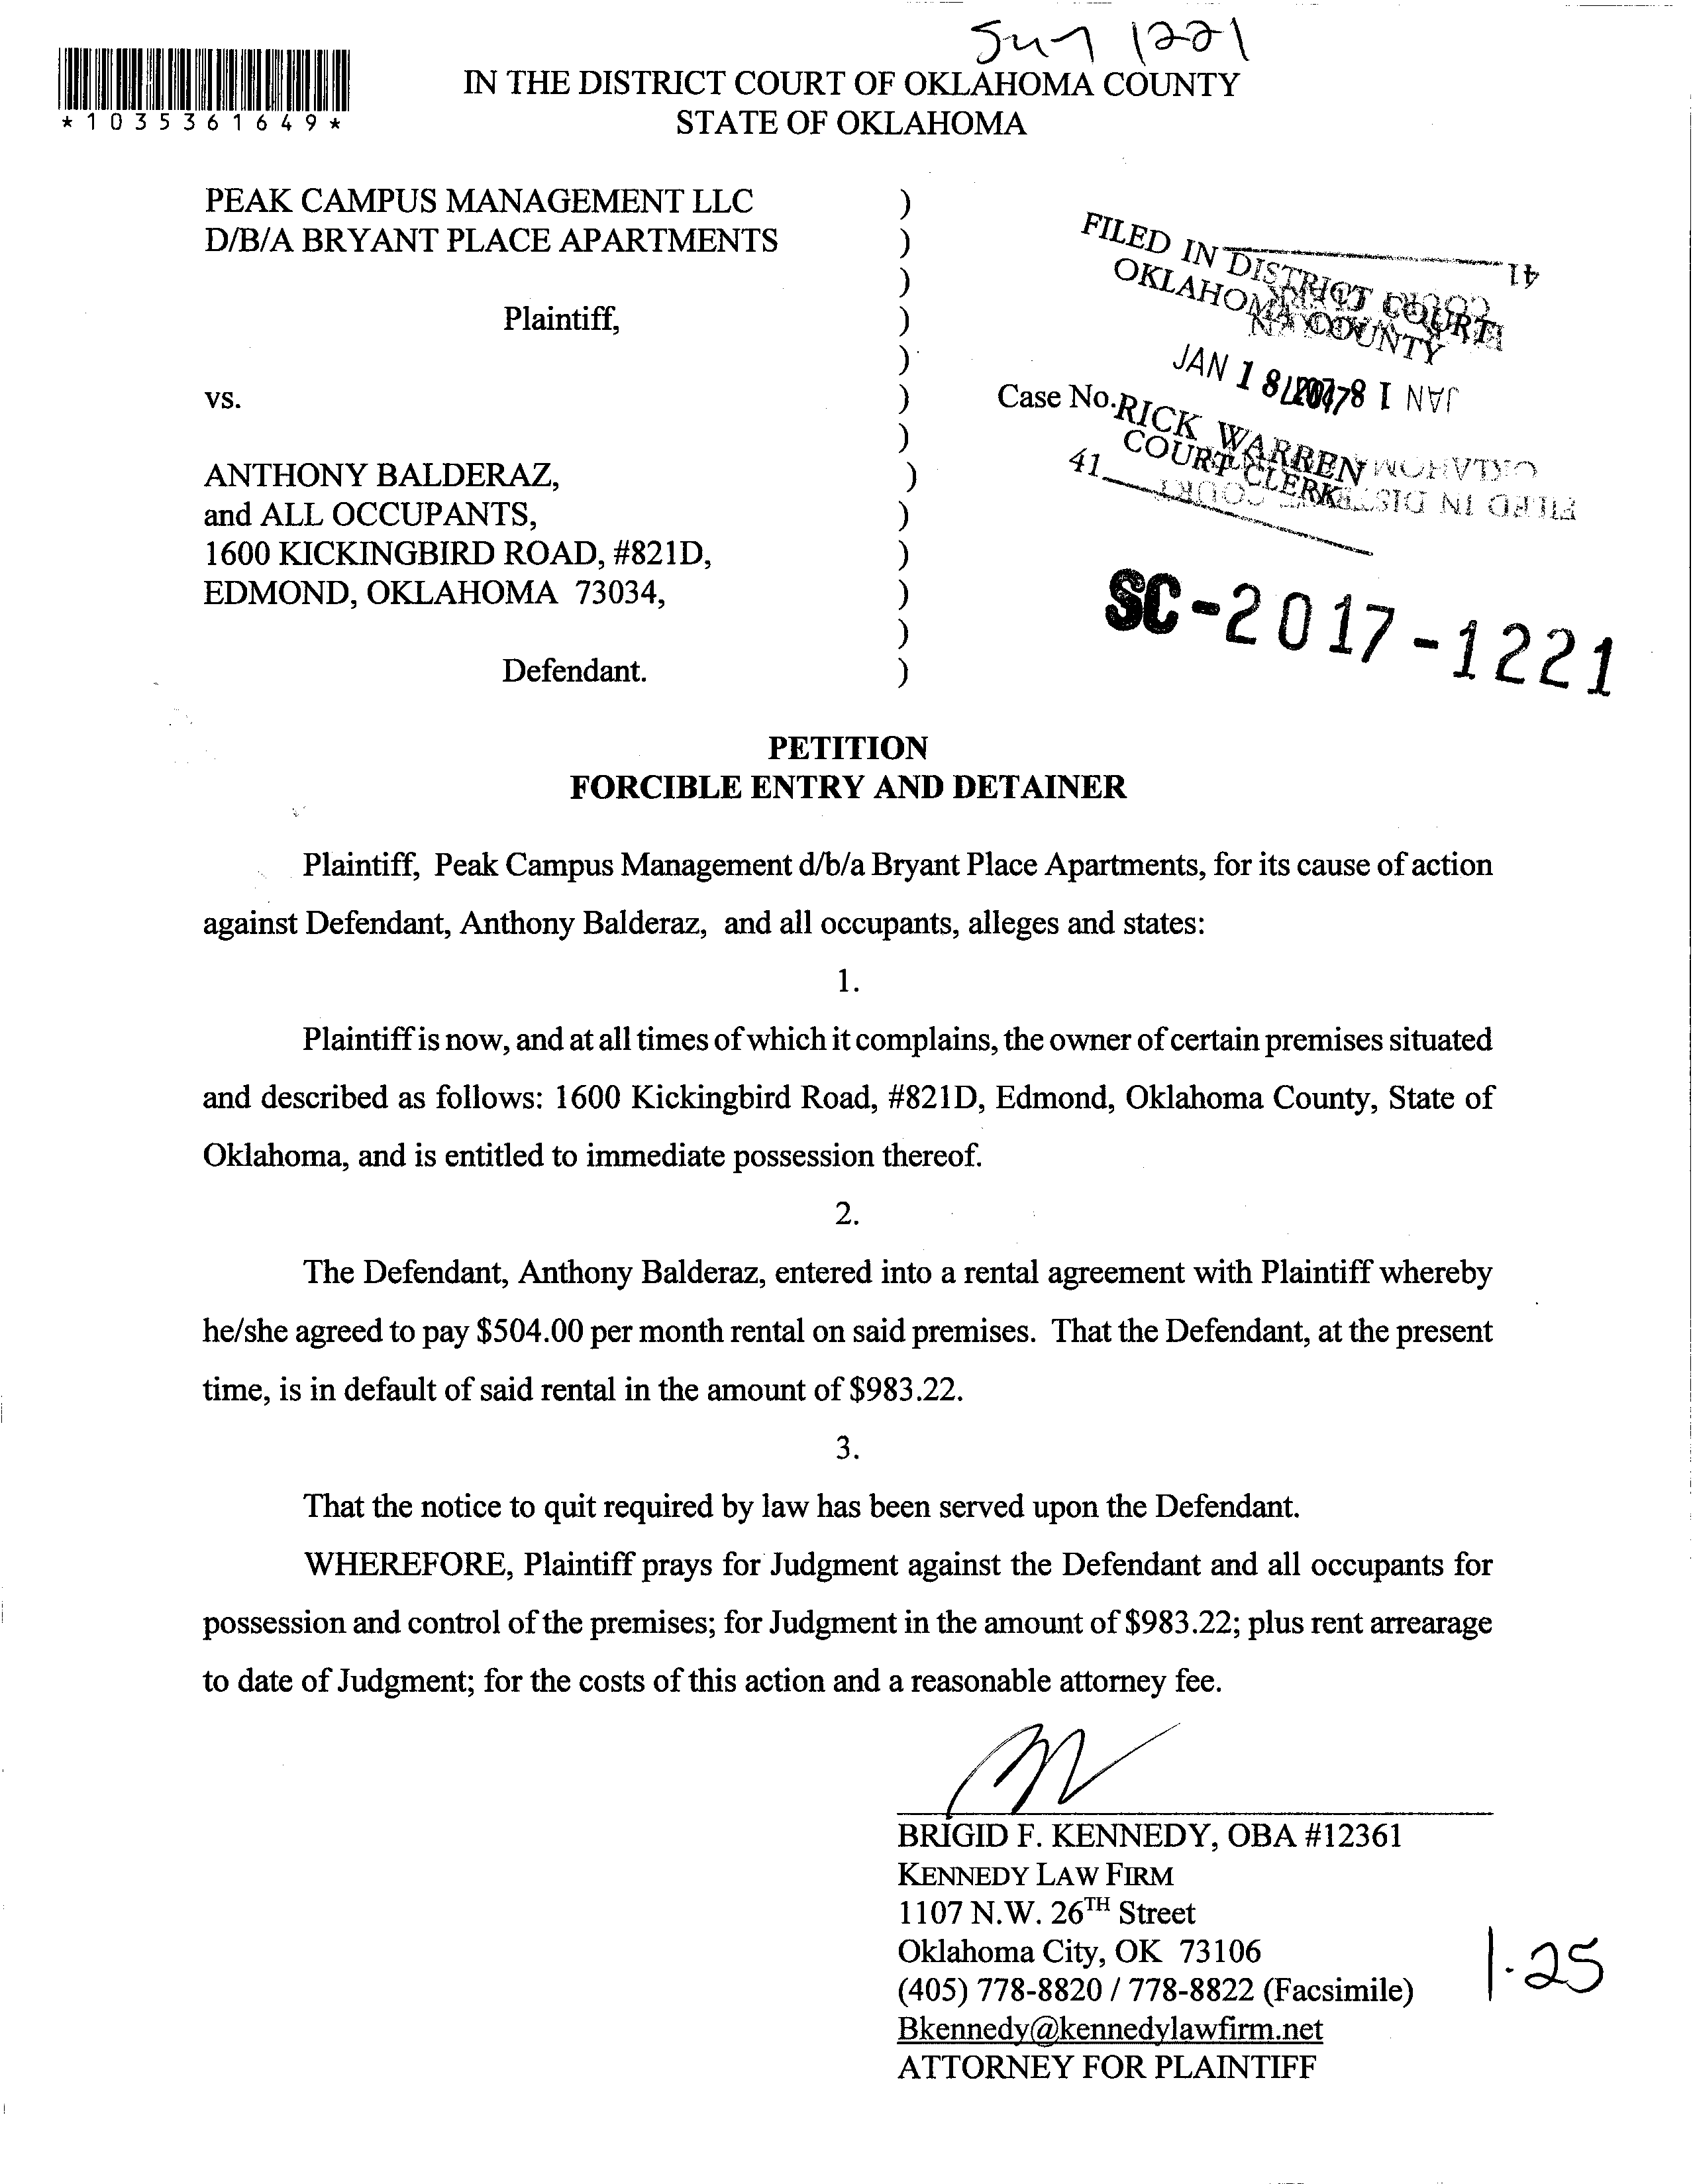 1221
IN THE DISTRICT COURT OF OKLAHOMA COUNTY
STATE OF OKLAHOMA
*1035361649*
PEAK CAMPUS MANAGEMENT LLC )
D/B/A BRYANT PLACE APARTMENTS )
)
Plaintiff, )
)
vs. )
)
ANTHONY BALDERAZ, )
and ALL OCCUPANTS, )
1600 KICKINGBIRD ROAD, #821D, )
EDMOND, OKLAHOMA 73034, )
)
Defendant. )
FILED IN DISTRICT COURT
OKLAHOMA COUNTY
JAN 18 2017
Case No.
RICK WARREN
COURT CLERK
41
SC-2017-1221
PETITION
FORCIBLE ENTRY AND DETAINER
Plaintiff, Peak Campus Management d/b/a Bryant Place Apartments, for its cause of action
against Defendant, Anthony Balderaz, and all occupants, alleges and states:
1.
Plaintiff is now, and at all times of which it complains, the owner of certain premises situated
and described as follows: 1600 Kickingbird Road, #821D, Edmond, Oklahoma County, State of
Oklahoma, and is entitled to immediate possession thereof.
2.
The Defendant, Anthony Balderaz, entered into a rental agreement with Plaintiff whereby
he/she agreed to pay $504.00 per month rental on said premises. That the Defendant, at the present
time, is in default of said rental in the amount of $983.22.
3.
That the notice to quit required by law has been served upon the Defendant.
WHEREFORE, Plaintiff prays for Judgment against the Defendant and all occupants for
possession and control of the premises; for Judgment in the amount of $983.22; plus rent arrearage
to date of Judgment; for the costs of this action and a reasonable attorney fee.
BRIGID F. KENNEDY, OBA #12361
KENNEDY LAW FIRM
1107 N.W. 26TH Street
Oklahoma City, OK 73106
(405) 778-8820 / 778-8822 (Facsimile)
Bkennedy@kennedylawfirm.net
ATTORNEY FOR PLAINTIFF
1-25